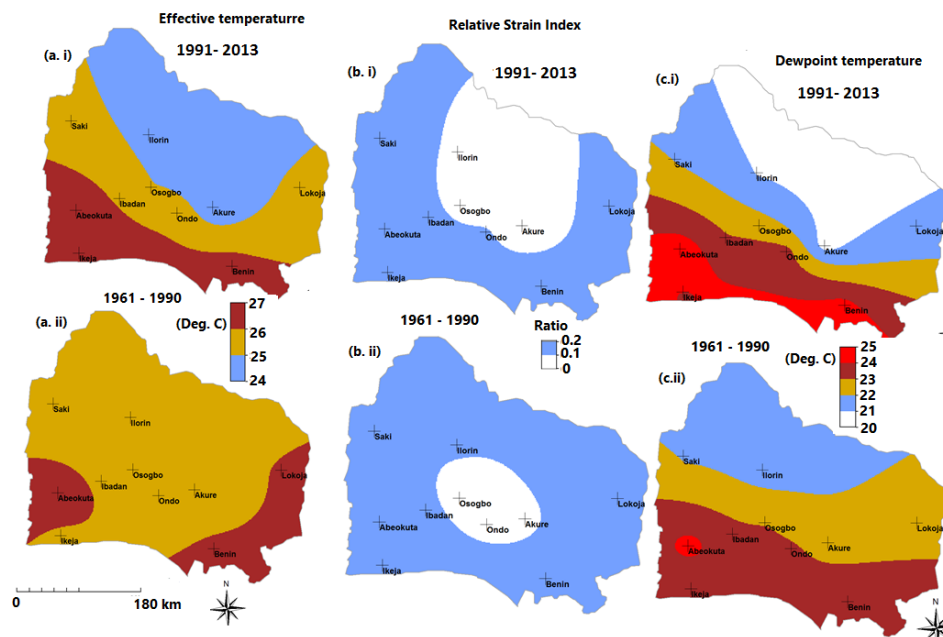 Effective temperaturre
1991- 2013
(a. i)
Saki
Ilorin
Osogbo
Lokoja
Ibadan
Abeokuta
Ondo
Akure
Ikeja
Benin
Relative Strain Index
1991- 2013
(b. i)
Saki
Ilorin
Osogbo
Lokoja
Ibadan
Abeokuta
Ondo
Akure
Ikeja
Benin
Dewpoint temperature
1991- 2013
(c.i)
Saki
Ilorin
Osogbo
Lokoja
Ibadan
Abeokuta
Ondo
Akure
Ikeja
Benin
1961 - 1990
(a. ii)
(Deg. C)
27
26
25
24
Saki
Ilorin
Osogbo
Lokoja
Ibadan
Abeokuta
Ondo
Akure
Ikeja
Benin
0
180 km
N
1961 - 1990
(b. ii)
Ratio
0.2
0.1
0
Saki
Ilorin
Osogbo
Lokoja
Ibadan
Abeokuta
Ondo
Akure
Ikeja
Benin
1961 - 1990
(c.ii)
(Deg. C)
25
24
23
22
21
20
Saki
Ilorin
Osogbo
Lokoja
Ibadan
Abeokuta
Ondo
Akure
Ikeja
Benin
N